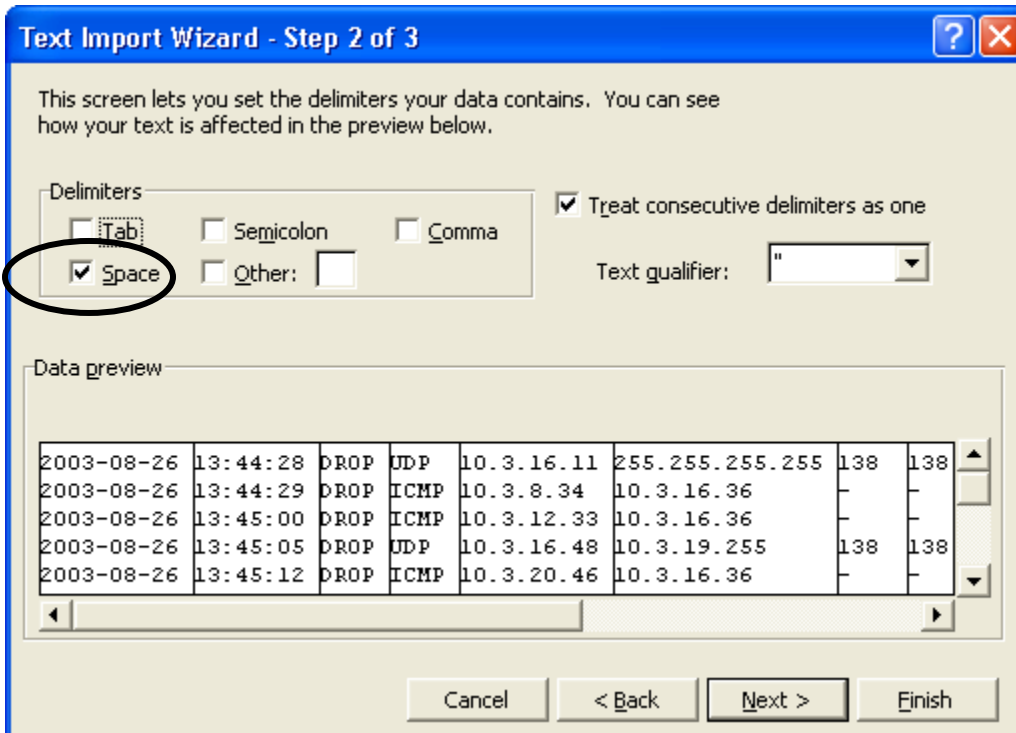 Text Import Wizard - Step 2 of 3
This screen lets you set the delimiters your data contains. You can see
how your text is affected in the preview below.
Delimiters
Tab Semicolon Comma
Space Other:
Treat consecutive delimiters as one
Text qualifier: "
Data preview
2003-08-26 13:44:28 DROP UDP 10.3.16.11 255.255.255.255 138 138
2003-08-26 13:44:29 DROP ICMP 10.3.8.34 10.3.16.36 - -
2003-08-26 13:45:00 DROP ICMP 10.3.12.33 10.3.16.36 - -
2003-08-26 13:45:05 DROP UDP 10.3.16.48 10.3.19.255 138 138
2003-08-26 13:45:12 DROP ICMP 10.3.20.46 10.3.16.36 - -
Cancel < Back Next > Finish